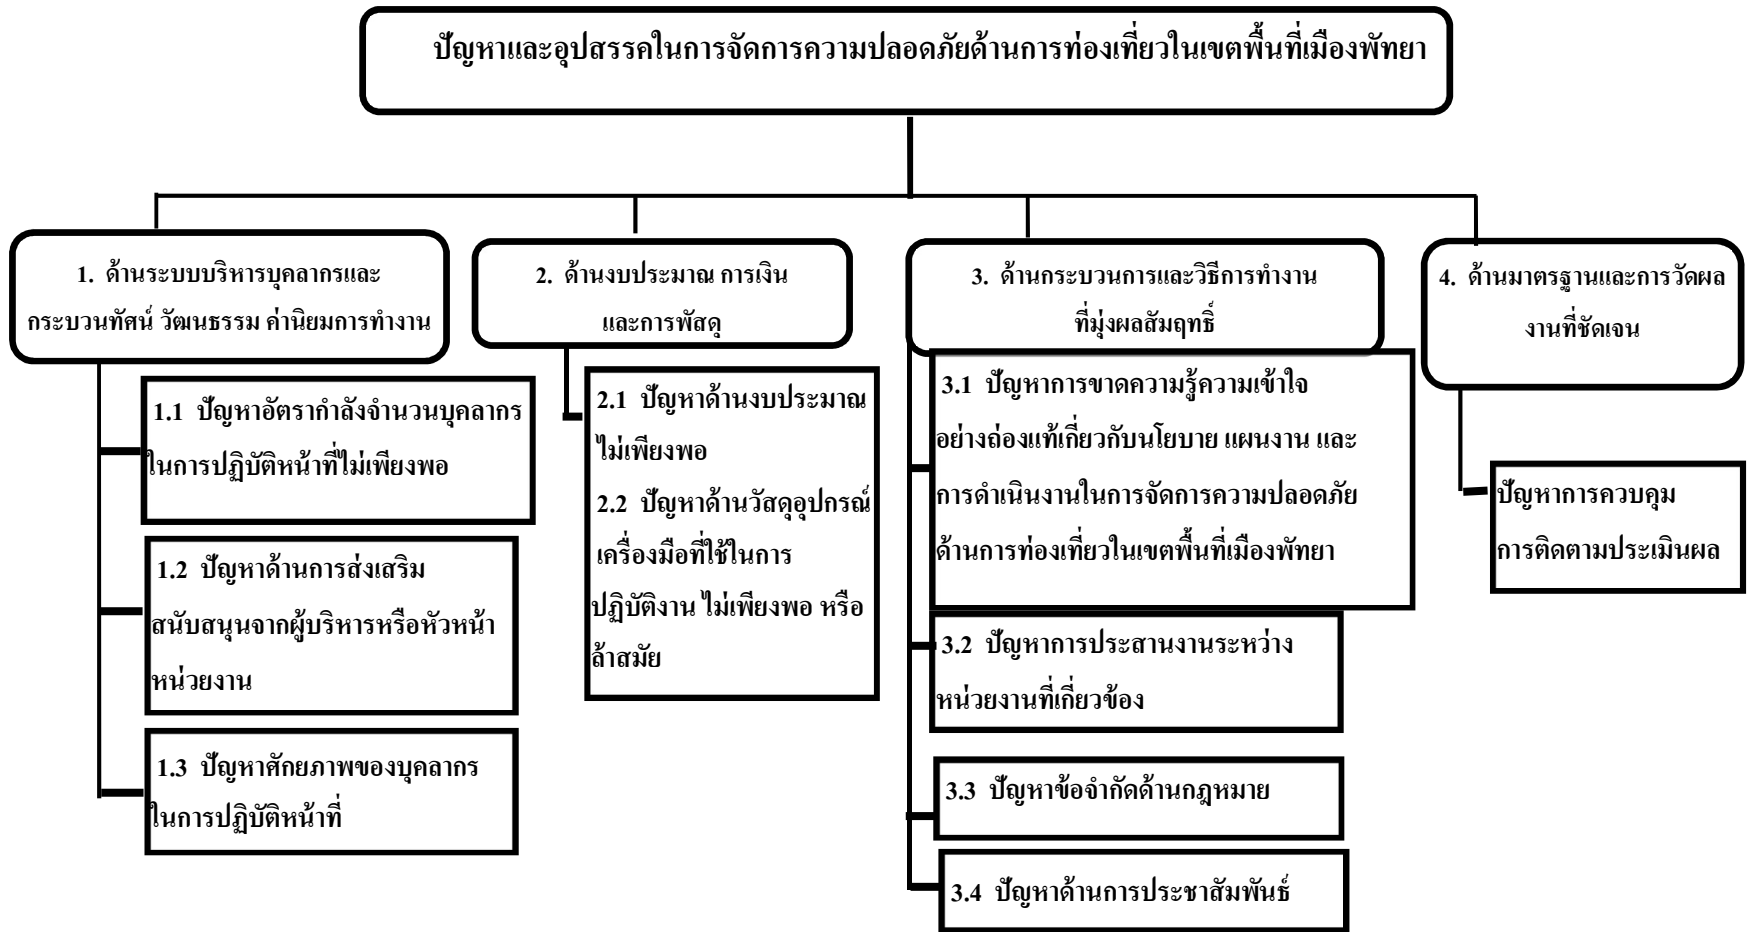 ปัญหาและอุปสรรคในการจัดการความปลอดภัยด้านการท่องเที่ยวในเขตพื้นที่เมืองพัทยา
1. ด้านระบบบริหารบุคลากรและ
กระบวนทัศน์ วัฒนธรรม ค่านิยมการทำงาน
1.1 ปัญหาอัตรากำลังจำนวนบุคลากร
ในการปฏิบัติหน้าที่ไม่เพียงพอ
1.2 ปัญหาด้านการส่งเสริม
สนับสนุนจากผู้บริหารหรือหัวหน้า
หน่วยงาน
1.3 ปัญหาศักยภาพของบุคลากร
ในการปฏิบัติหน้าที่
2. ด้านงบประมาณ การเงิน
และการพัสดุ
2.1 ปัญหาด้านงบประมาณ
ไม่เพียงพอ
2.2 ปัญหาด้านวัสดุอุปกรณ์
เครื่องมือที่ใช้ในการ
ปฏิบัติงาน ไม่เพียงพอ หรือ
ล้าสมัย
3. ด้านกระบวนการและวิธีการทำงาน
ที่มุ่งผลสัมฤทธิ์
3.1 ปัญหาการขาดความรู้ความเข้าใจ
อย่างถ่องแท้เกี่ยวกับนโยบาย แผนงาน และ
การดำเนินงานในการจัดการความปลอดภัย
ด้านการท่องเที่ยวในเขตพื้นที่เมืองพัทยา
3.2 ปัญหาการประสานงานระหว่าง
หน่วยงานที่เกี่ยวข้อง
3.3 ปัญหาข้อจำกัดด้านกฎหมาย
3.4 ปัญหาด้านการประชาสัมพันธ์
4. ด้านมาตรฐานและการวัดผล
งานที่ชัดเจน
ปัญหาการควบคุม
การติดตามประเมินผล